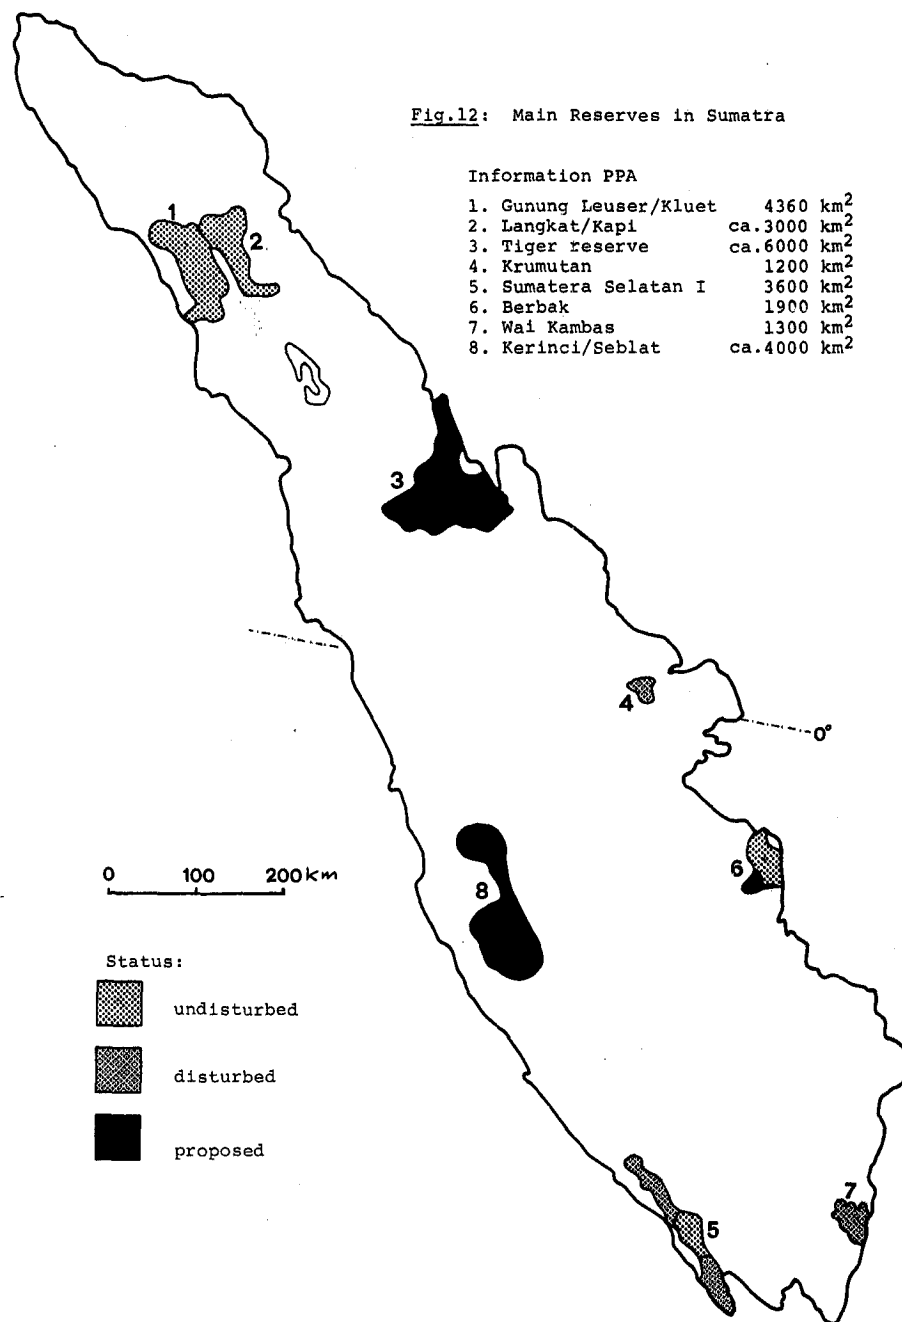 Fig.12: Main Reserves in Sumatra
Information PPA
1. Gunung Leuser/Kluet 4360 km²
2. Langkat/Kapi ca.3000 km²
3. Tiger reserve ca.6000 km²
4. Krumutan 1200 km²
5. Sumatera Selatan I 3600 km²
6. Berbak 1900 km²
7. Wai Kambas 1300 km²
8. Kerinci/Seblat ca.4000 km²
1
2
3
4
0°
6
8
0 100 200 km
Status:
undisturbed
disturbed
proposed
7
5